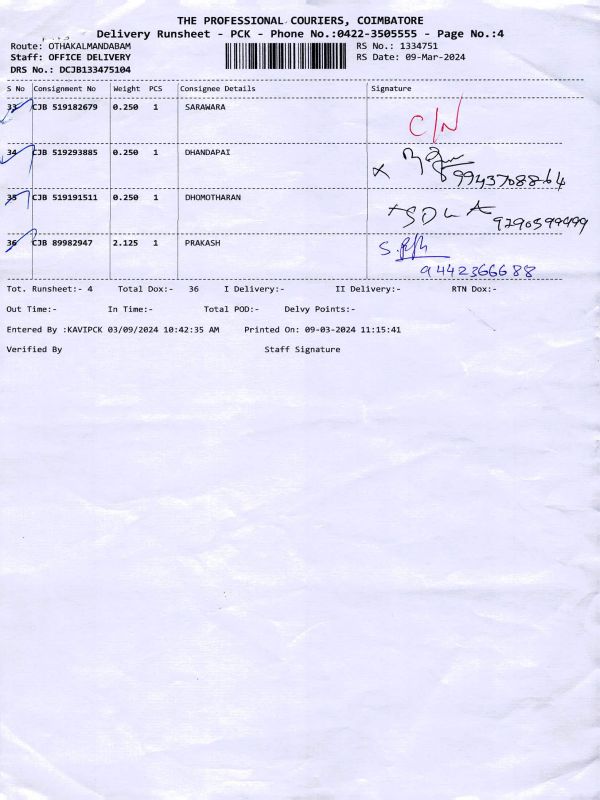 THE PROFESSIONAL COURIERS, COIMBATORE
Delivery Runsheet - PCK - Phone No.:0422-3505555 - Page No.:4
Route: OTHAKALMANDABAM RS No.: 1334751
Staff: OFFICE DELIVERY RS Date: 09-Mar-2024
DRS No.: DCJB133475104
S No Consignment No Weight PCS Consignee Details Signature
33 CJB 519182679 0.250 1 SARAWARA
C/N
34 CJB 519293885 0.250 1 DHANDAPAI
9943708864
35 CJB 519191511 0.250 1 DHOMOTHARAN
9290599499
36 CJB 89982947 2.125 1 PRAKASH
9442366688
Tot. Runsheet:- 4 Total Dox:- 36 I Delivery:- II Delivery:- RTN Dox:-
Out Time:- In Time:- Total POD:- Delvy Points:-
Entered By :KAVIPCK 03/09/2024 10:42:35 AM Printed On: 09-03-2024 11:15:41
Verified By Staff Signature